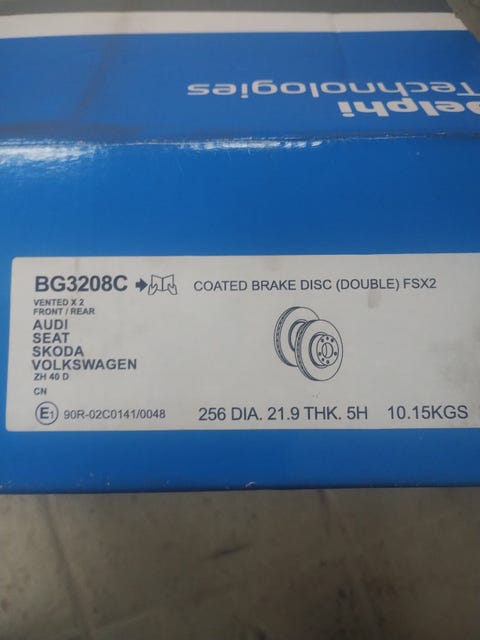 Delphi
Technologies
BG3208C
COATED BRAKE DISC (DOUBLE) FSX2
VENTED X 2
FRONT / REAR
AUDI
SEAT
SKODA
VOLKSWAGEN
ZH 40 D
CN
E1 90R-02C0141/0048
256 DIA. 21.9 THK. 5H 10.15KGS